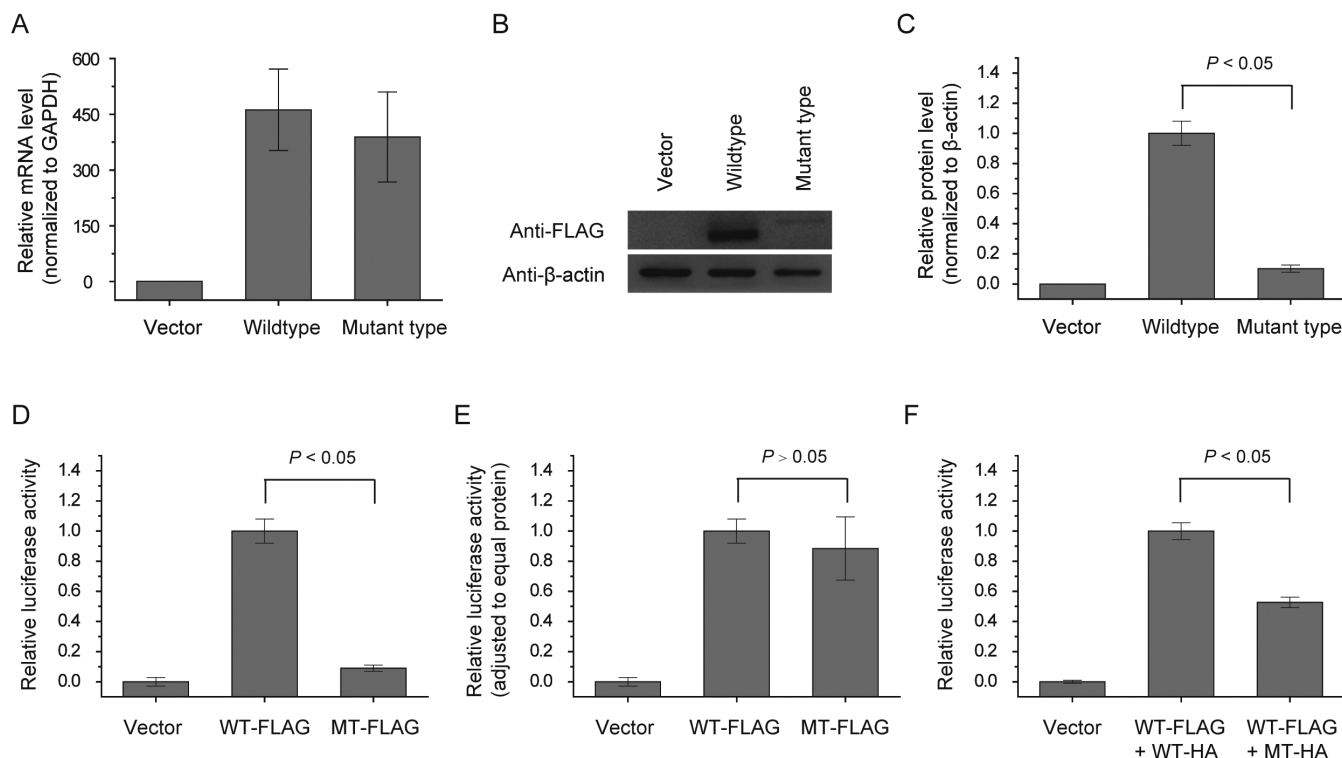 A
Relative mRNA level
(normalized to GAPDH)
600
450
300
150
0
Vector
Wildtype
Mutant type
B
Vector
Wildtype
Mutant type
Anti-FLAG
Anti-β-actin
C
Relative protein level
(normalized to β-actin)
1.4
1.2
1.0
0.8
0.6
0.4
0.2
0.0
P < 0.05
Vector
Wildtype
Mutant type
D
Relative luciferase activity
1.4
1.2
1.0
0.8
0.6
0.4
0.2
0.0
P < 0.05
Vector
WT-FLAG
MT-FLAG
E
Relative luciferase activity
(adjusted to equal protein)
1.4
1.2
1.0
0.8
0.6
0.4
0.2
0.0
P > 0.05
Vector
WT-FLAG
MT-FLAG
F
Relative luciferase activity
1.4
1.2
1.0
0.8
0.6
0.4
0.2
0.0
P < 0.05
Vector
WT-FLAG
+ WT-HA
WT-FLAG
+ MT-HA